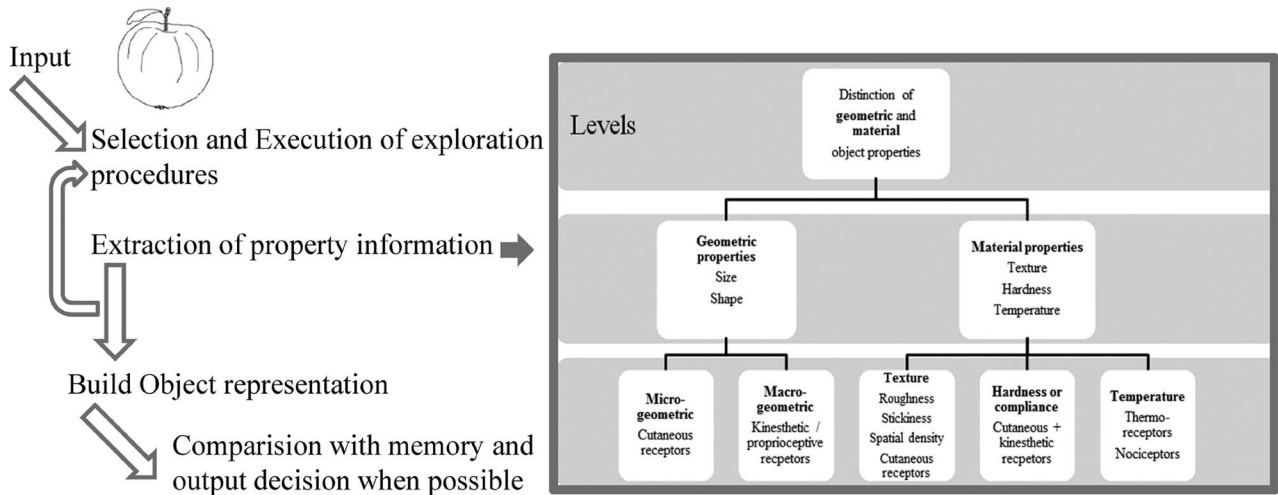 Input
Selection and Execution of exploration
procedures
Extraction of property information
Build Object representation
Comparision with memory and
output decision when possible
Levels
Distinction of
geometric and
material
object properties
Geometric
properties
Size
Shape
Material properties
Texture
Hardness
Temperature
Micro-
geometric
Cutaneous
receptors
Macro-
geometric
Kinesthetic /
proprioceptive
recpetors
Texture
Roughness
Stickiness
Spatial density
Cutaneous
receptors
Hardness or
compliance
Cutaneous +
kinesthetic
recpetors
Temperature
Thermo-
receptors
Nociceptors